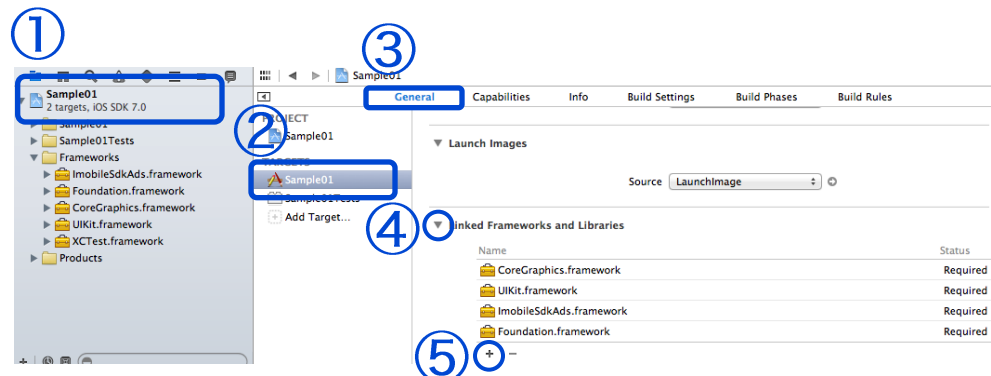 ①
③
Sample01
Sample01
2 targets, iOS SDK 7.0
General
Capabilities
Info
Build Settings
Build Phases
Build Rules
Sample01
Sample01Tests
Frameworks
ImobileSdkAds.framework
Foundation.framework
CoreGraphics.framework
UIKit.framework
XCTest.framework
Products
②
PROJECT
Sample01
TARGETS
Sample01
Sample01Tests
Add Target...
Launch Images
Source
LaunchImage
④
Linked Frameworks and Libraries
Name
Status
CoreGraphics.framework
Required
UIKit.framework
Required
ImobileSdkAds.framework
Required
Foundation.framework
Required
⑤
+ −